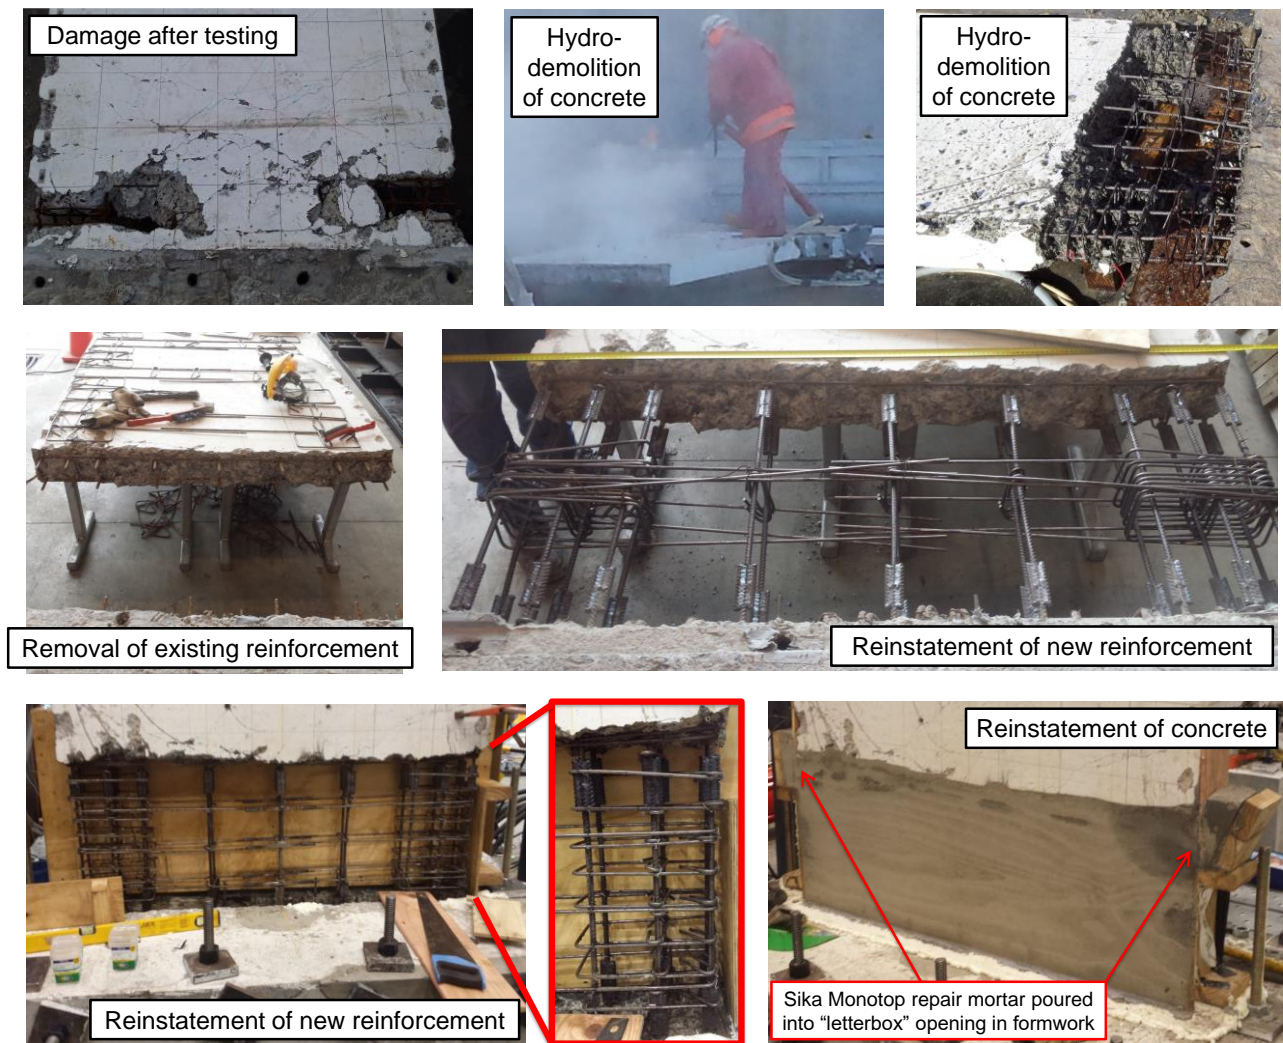 Damage after testing
Hydro-
demolition
of concrete
Hydro-
demolition
of concrete
Removal of existing reinforcement
Reinstatement of new reinforcement
Reinstatement of new reinforcement
Reinstatement of concrete
Sika Monotop repair mortar poured
into “letterbox” opening in formwork